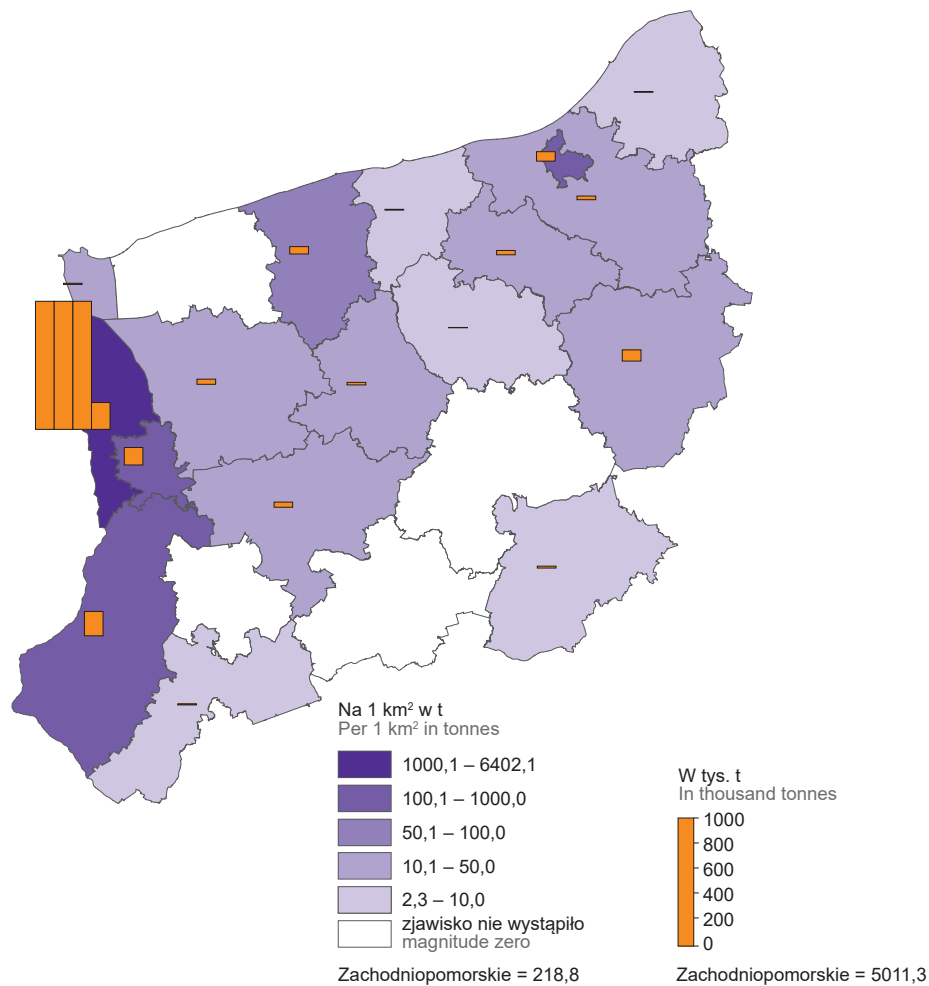 Na 1 km² w t
Per 1 km² in tonnes
1000,1 – 6402,1
100,1 – 1000,0
50,1 – 100,0
10,1 – 50,0
2,3 – 10,0
zjawisko nie wystąpiło
magnitude zero
Zachodniopomorskie = 218,8
W tys. t
In thousand tonnes
1000
800
600
400
200
0
Zachodniopomorskie = 5011,3